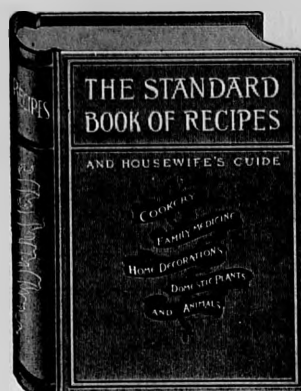 RECIPES
THE STANDARD
BOOK OF RECIPES
AND HOUSEWIFE'S GUIDE
COOKERY
FAMILY MEDICINE
HOME DECORATIONS
DOMESTIC PLANTS
AND ANIMALS